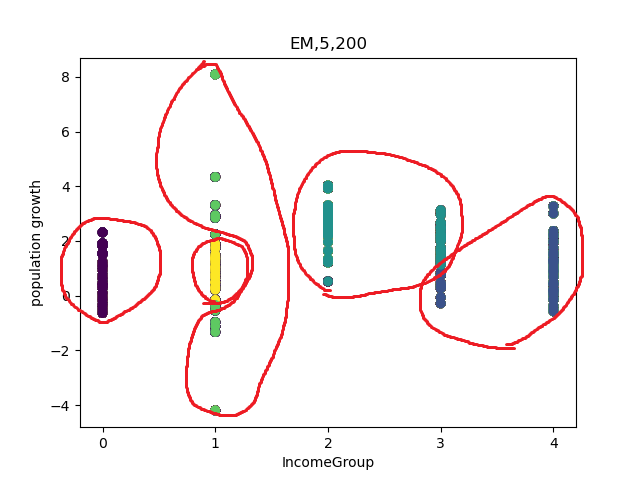 EM,5,200
8
6
4
2
0
−2
−4
population growth
0 1 2 3 4
IncomeGroup